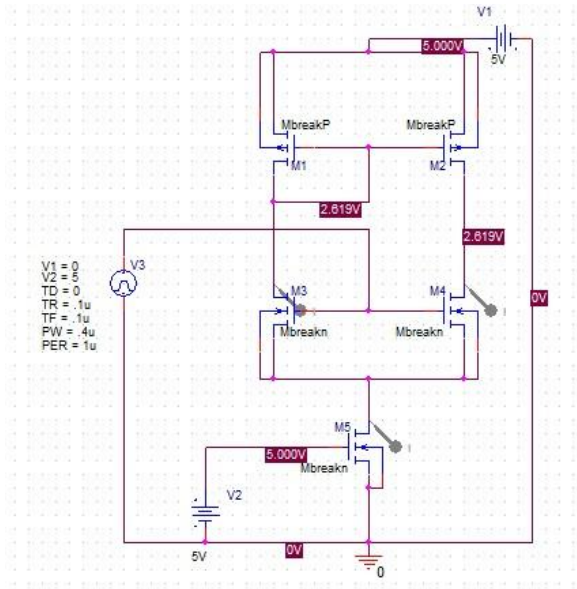 V1
5.000V
5V
MbreakP
MbreakP
M1
M2
2.619V
2.619V
V3
V1 = 0
V2 = 5
TD = 0
TR = .1u
TF = .1u
PW = .4u
PER = 1u
0V
M3
M4
Mbreakn
Mbreakn
M5
5.000V
Mbreakn
V2
5V
0V
0